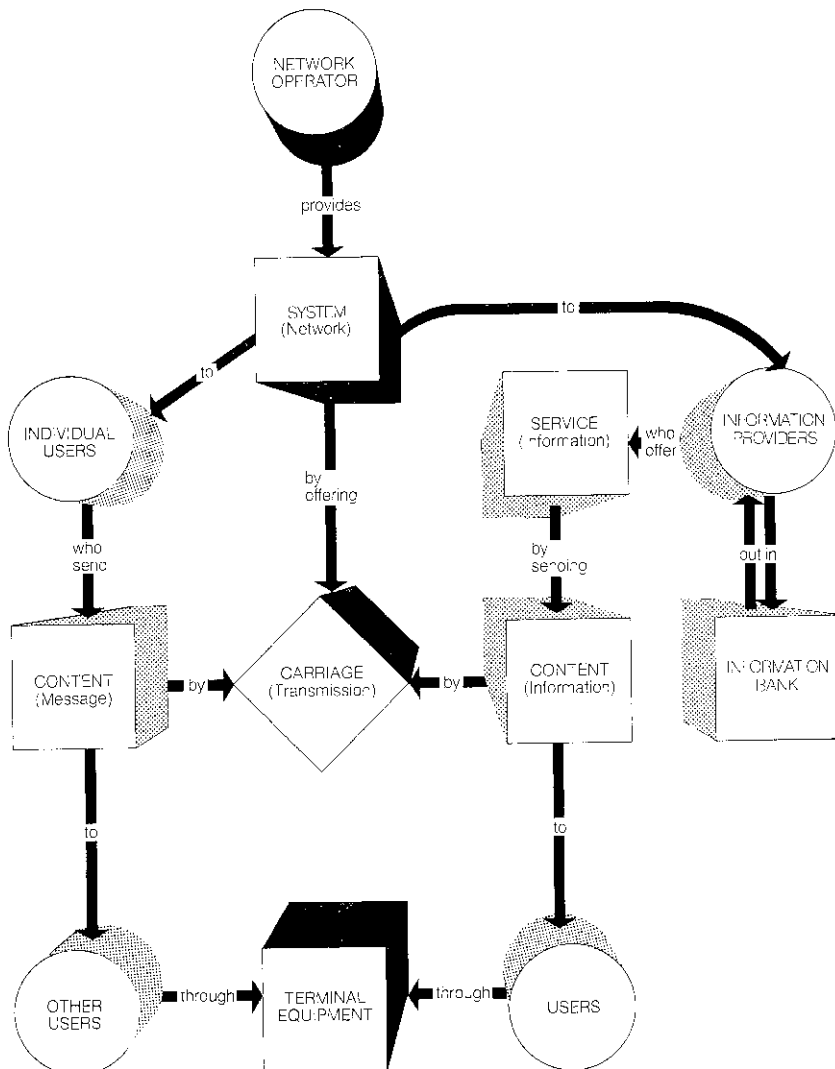 NETWORK
OPERATOR
provides
SYSTEM
(Network)
to
to
INDIVIDUAL
USERS
SERVICE
(Information)
who
offer
INFORMATION
PROVIDERS
by
offering
who
send
by
sending
out in
CONTENT
(Message)
by
CARRIAGE
(Transmission)
by
CONTENT
(Information)
INFORMATION
BANK
to
to
OTHER
USERS
through
TERMINAL
EQUIPMENT
through
USERS